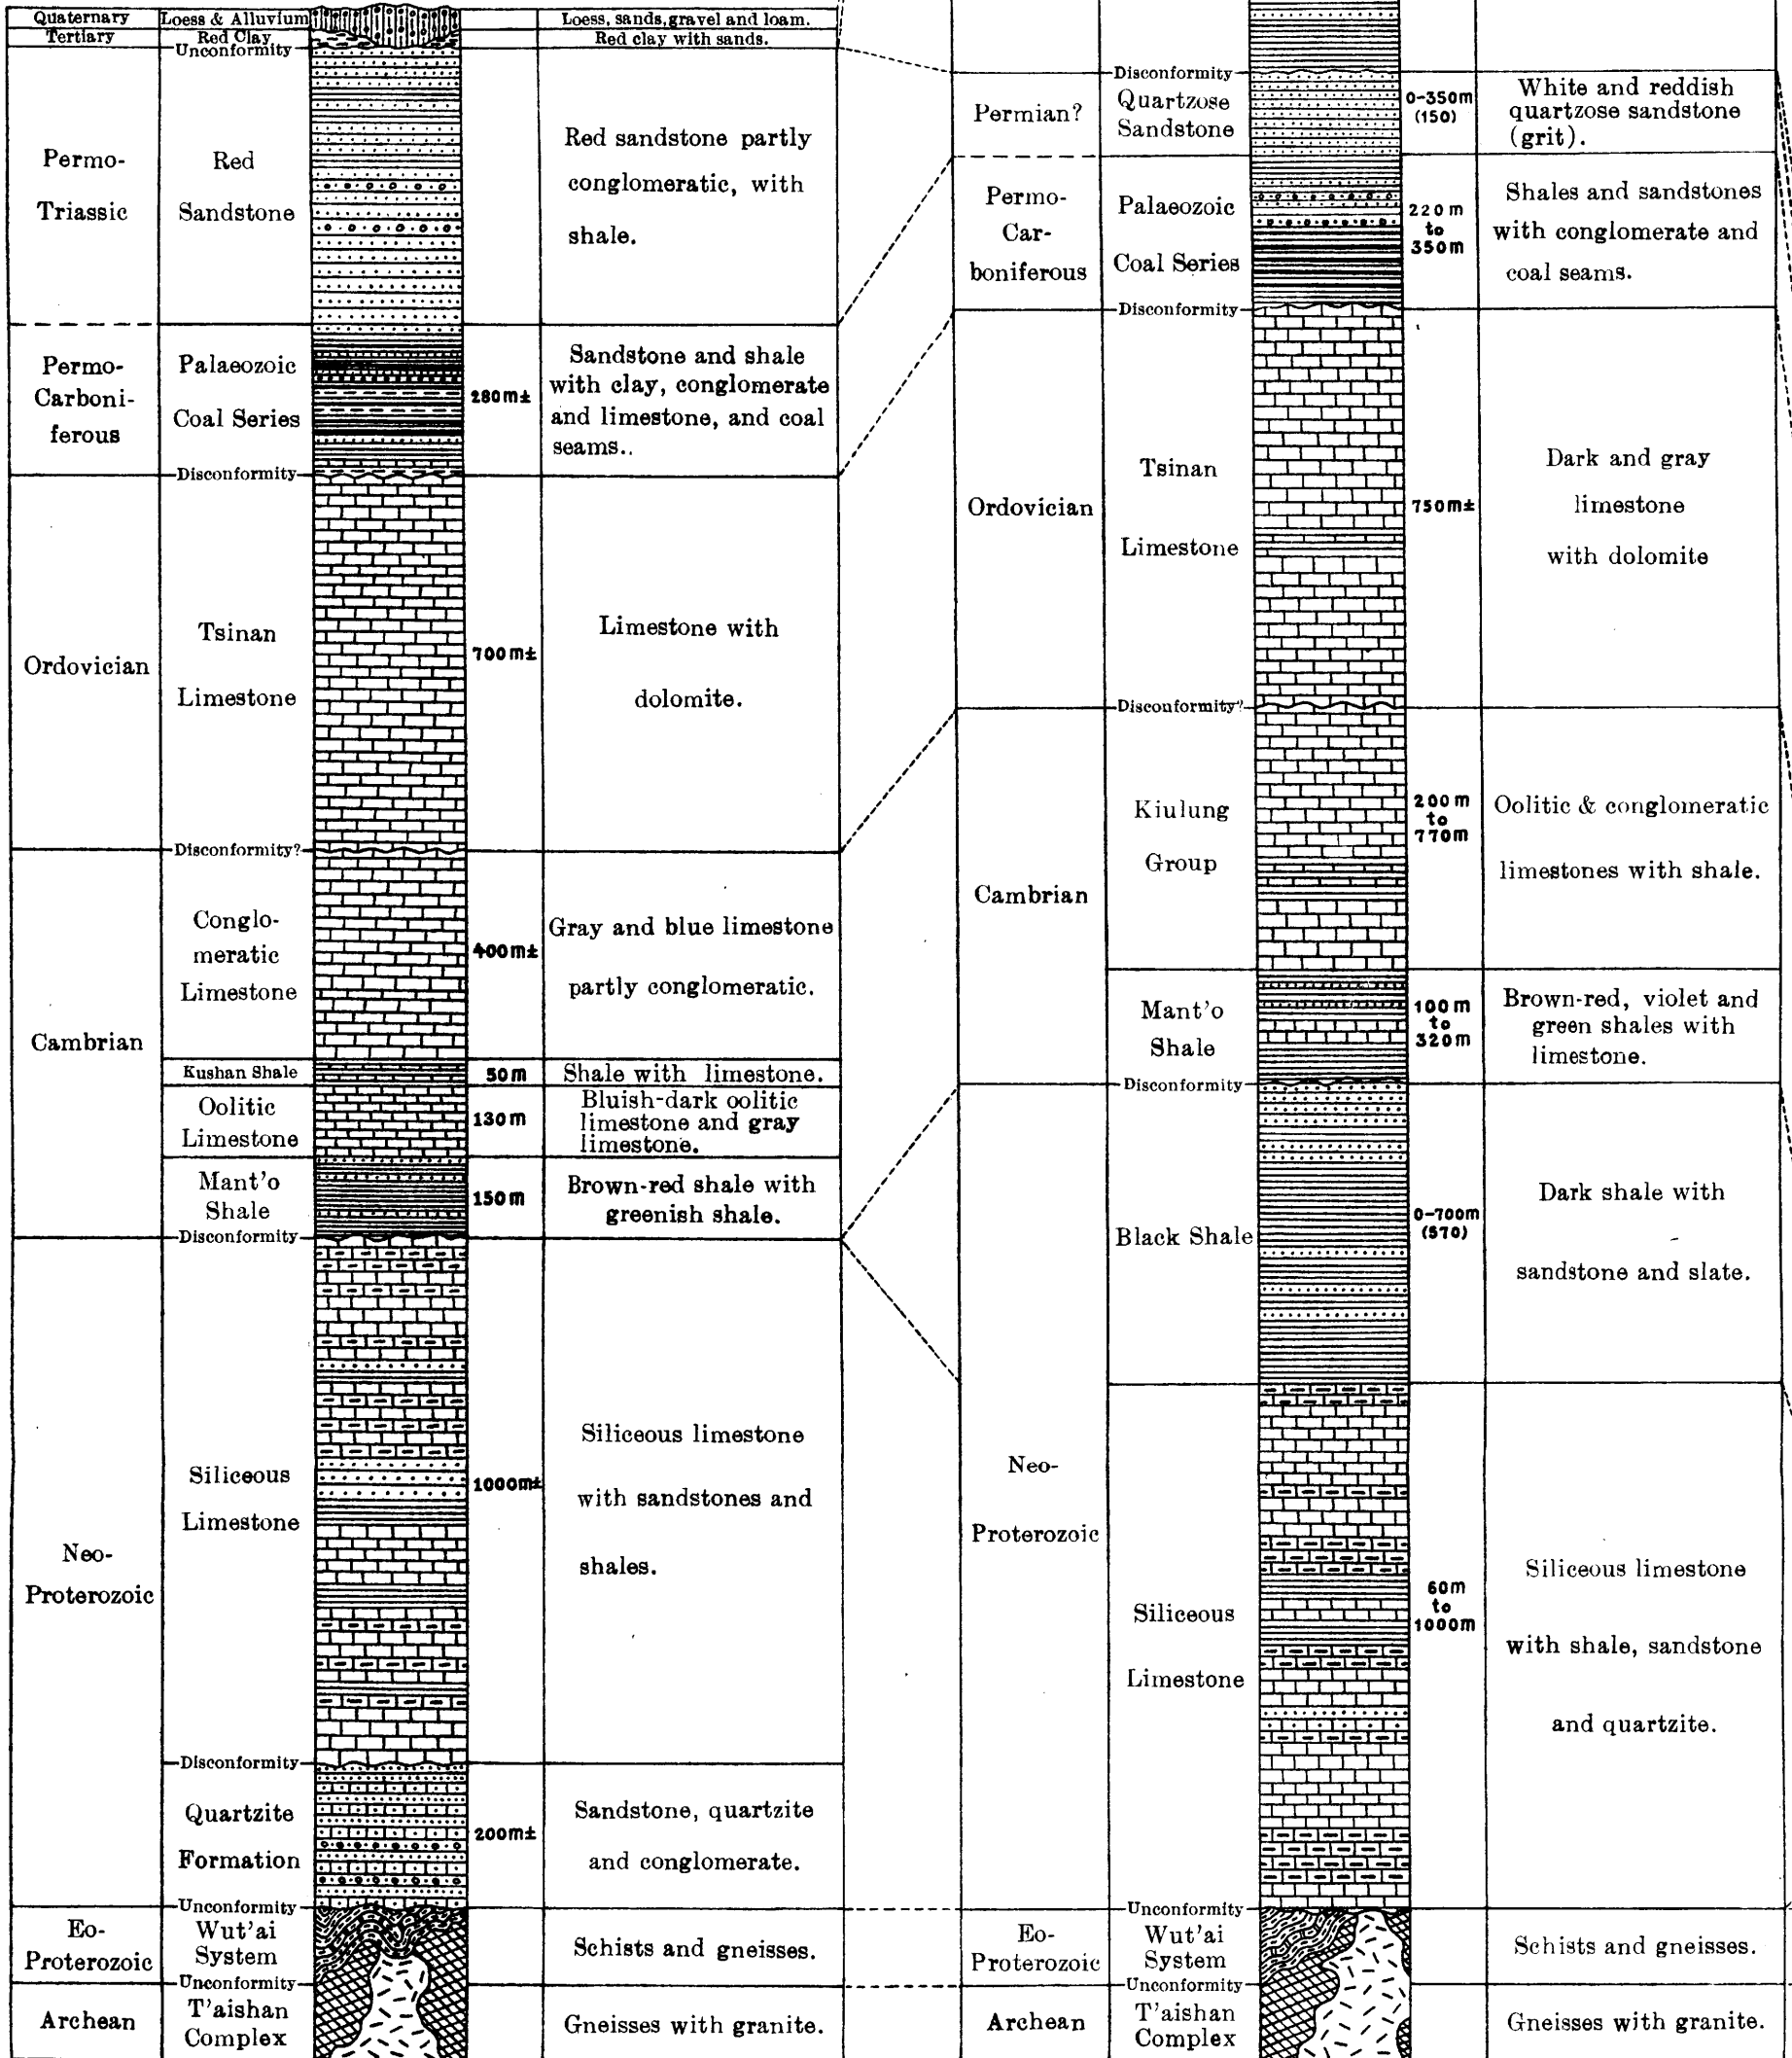 Quaternary
Loess & Alluvium
Loess, sands, gravel and loam.
Tertiary
Red Clay
Red clay with sands.
Unconformity
Permo-
Triassic
Red
Sandstone
Red sandstone partly
conglomeratic, with
shale.
Permo-
Carboni-
ferous
Palaeozoic
Coal Series
280m±
Sandstone and shale
with clay, conglomerate
and limestone, and coal
seams..
Disconformity
Ordovician
Tsinan
Limestone
700m±
Limestone with
dolomite.
Disconformity?
Cambrian
Conglo-
meratic
Limestone
400m±
Gray and blue limestone
partly conglomeratic.
Kushan Shale
50m
Shale with limestone.
Oolitic
Limestone
130m
Bluish-dark oolitic
limestone and gray
limestone.
Mant'o
Shale
150m
Brown-red shale with
greenish shale.
Disconformity
Neo-
Proterozoic
Siliceous
Limestone
1000m±
Siliceous limestone
with sandstones and
shales.
Disconformity
Quartzite
Formation
200m±
Sandstone, quartzite
and conglomerate.
Unconformity
Eo-
Proterozoic
Wut'ai
System
Schists and gneisses.
Unconformity
Archean
T'aishan
Complex
Gneisses with granite.
Disconformity
Permian?
Quartzose
Sandstone
0-350m
(150)
White and reddish
quartzose sandstone
(grit).
Permo-
Car-
boniferous
Palaeozoic
Coal Series
220m
to
350m
Shales and sandstones
with conglomerate and
coal seams.
Disconformity
Ordovician
Tsinan
Limestone
750m±
Dark and gray
limestone
with dolomite
Disconformity?
Cambrian
Kiulung
Group
200m
to
770m
Oolitic & conglomeratic
limestones with shale.
Mant'o
Shale
100m
to
320m
Brown-red, violet and
green shales with
limestone.
Disconformity
Neo-
Proterozoic
Black Shale
0-700m
(570)
Dark shale with
sandstone and slate.
Siliceous
Limestone
60m
to
1000m
Siliceous limestone
with shale, sandstone
and quartzite.
Unconformity
Eo-
Proterozoic
Wut'ai
System
Schists and gneisses.
Unconformity
Archean
T'aishan
Complex
Gneisses with granite.